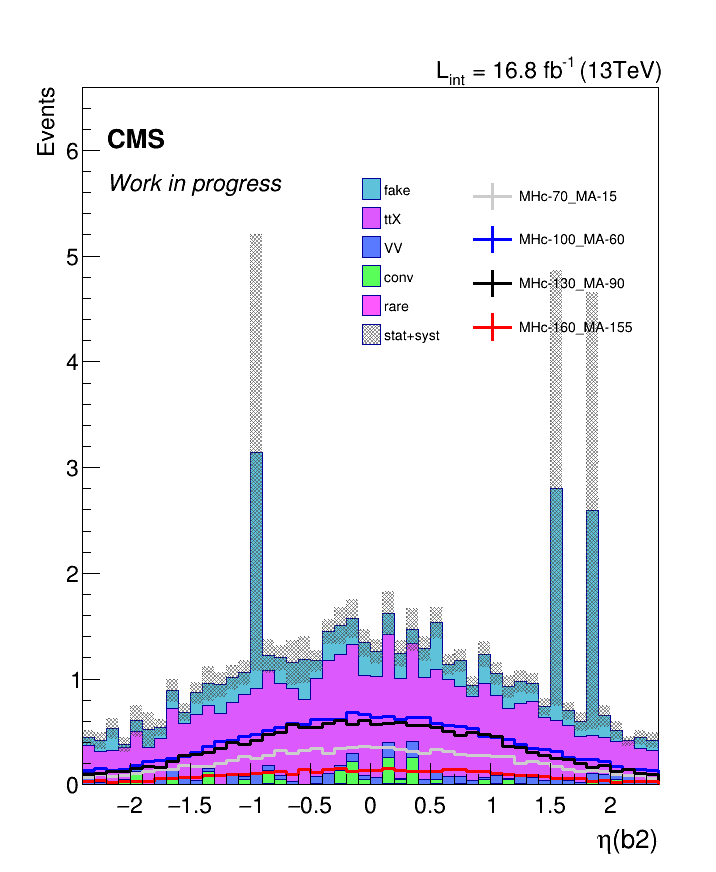 L_int = 16.8 fb^-1 (13TeV)
Events
CMS
Work in progress
fake
ttX
VV
conv
rare
stat+syst
MHc-70_MA-15
MHc-100_MA-60
MHc-130_MA-90
MHc-160_MA-155
6
5
4
3
2
1
0
−2 −1.5 −1 −0.5 0 0.5 1 1.5 2
η(b2)